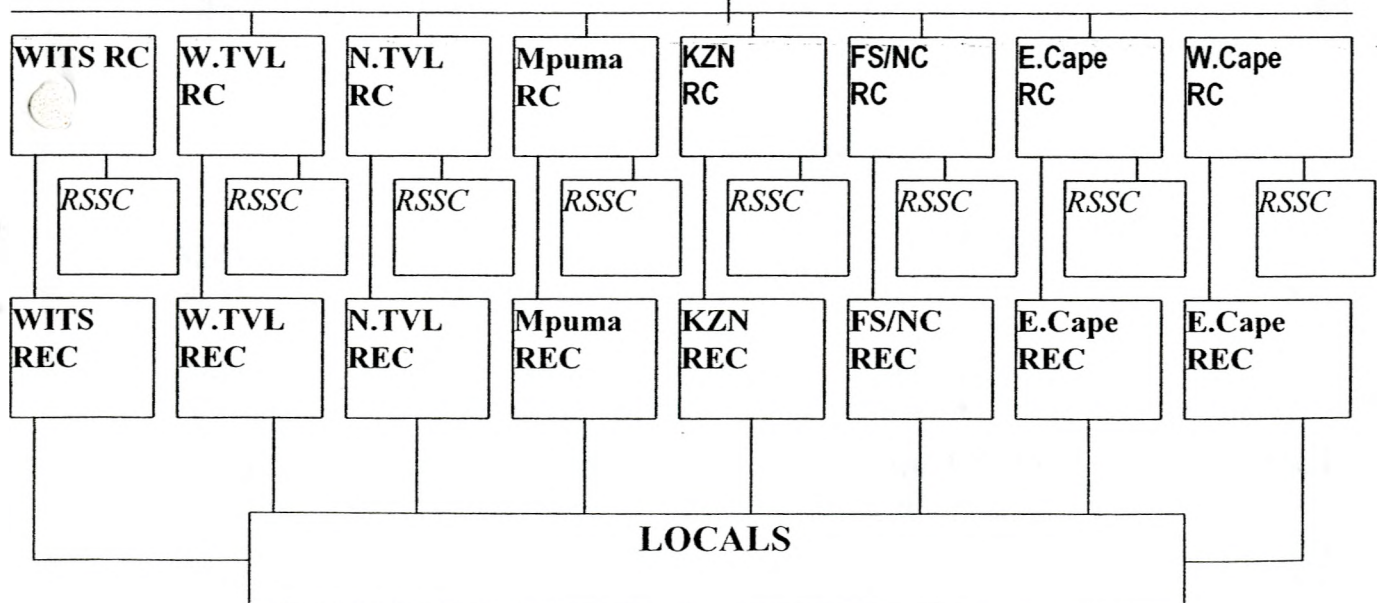 WITS RC
W.TVL
RC
N.TVL
RC
Mpuma
RC
KZN
RC
FS/NC
RC
E.Cape
RC
W.Cape
RC
RSSC
RSSC
RSSC
RSSC
RSSC
RSSC
RSSC
RSSC
WITS
REC
W.TVL
REC
N.TVL
REC
Mpuma
REC
KZN
REC
FS/NC
REC
E.Cape
REC
E.Cape
REC
LOCALS